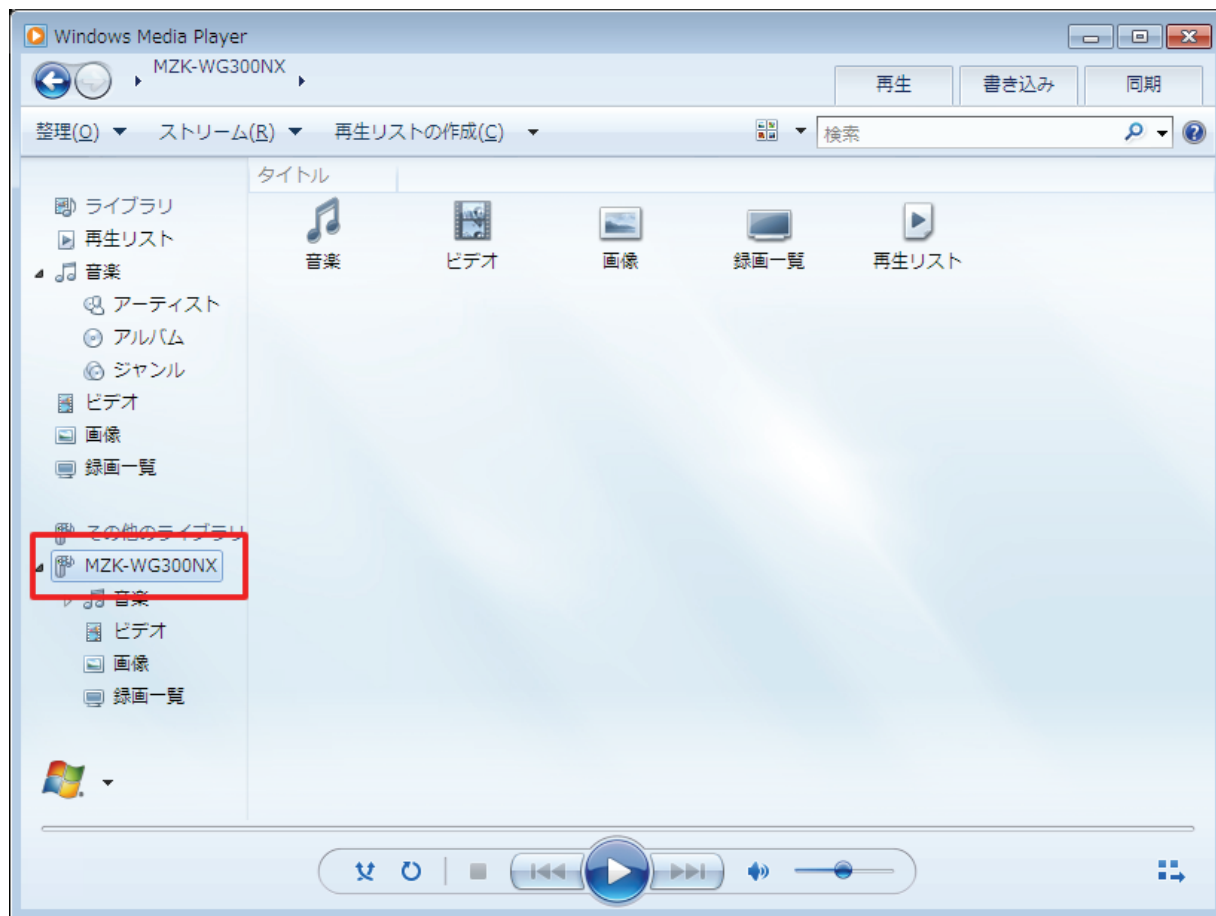 Windows Media Player
MZK-WG300NX
再生 書き込み 同期
整理(O) ストリーム(R) 再生リストの作成(C) 検索
タイトル
ライブラリ
再生リスト
音楽
アーティスト
アルバム
ジャンル
ビデオ
画像
録画一覧
音楽 ビデオ 画像 録画一覧 再生リスト
その他のライブラリ
MZK-WG300NX
音楽
ビデオ
画像
録画一覧